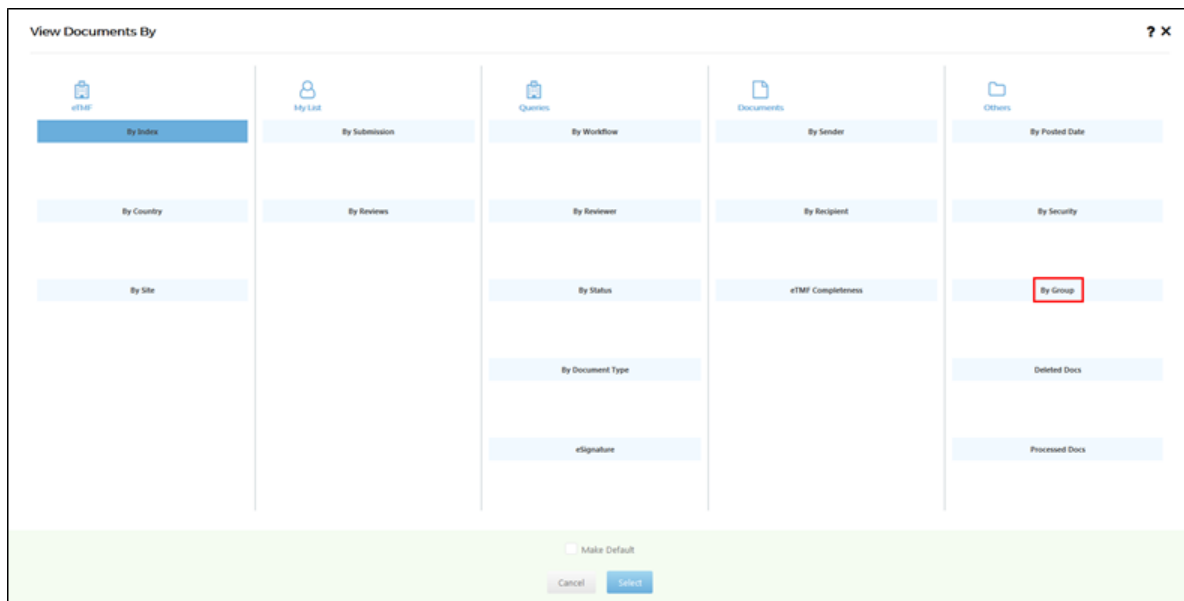 View Documents By
? ×
eTMF
My List
Queries
Documents
Others
By Index
By Submission
By Workflow
By Sender
By Posted Date
By Country
By Reviews
By Reviewer
By Recipient
By Security
By Site
By Status
eTMF Completeness
By Group
By Document Type
Deleted Docs
eSignature
Processed Docs
Make Default
Cancel
Select